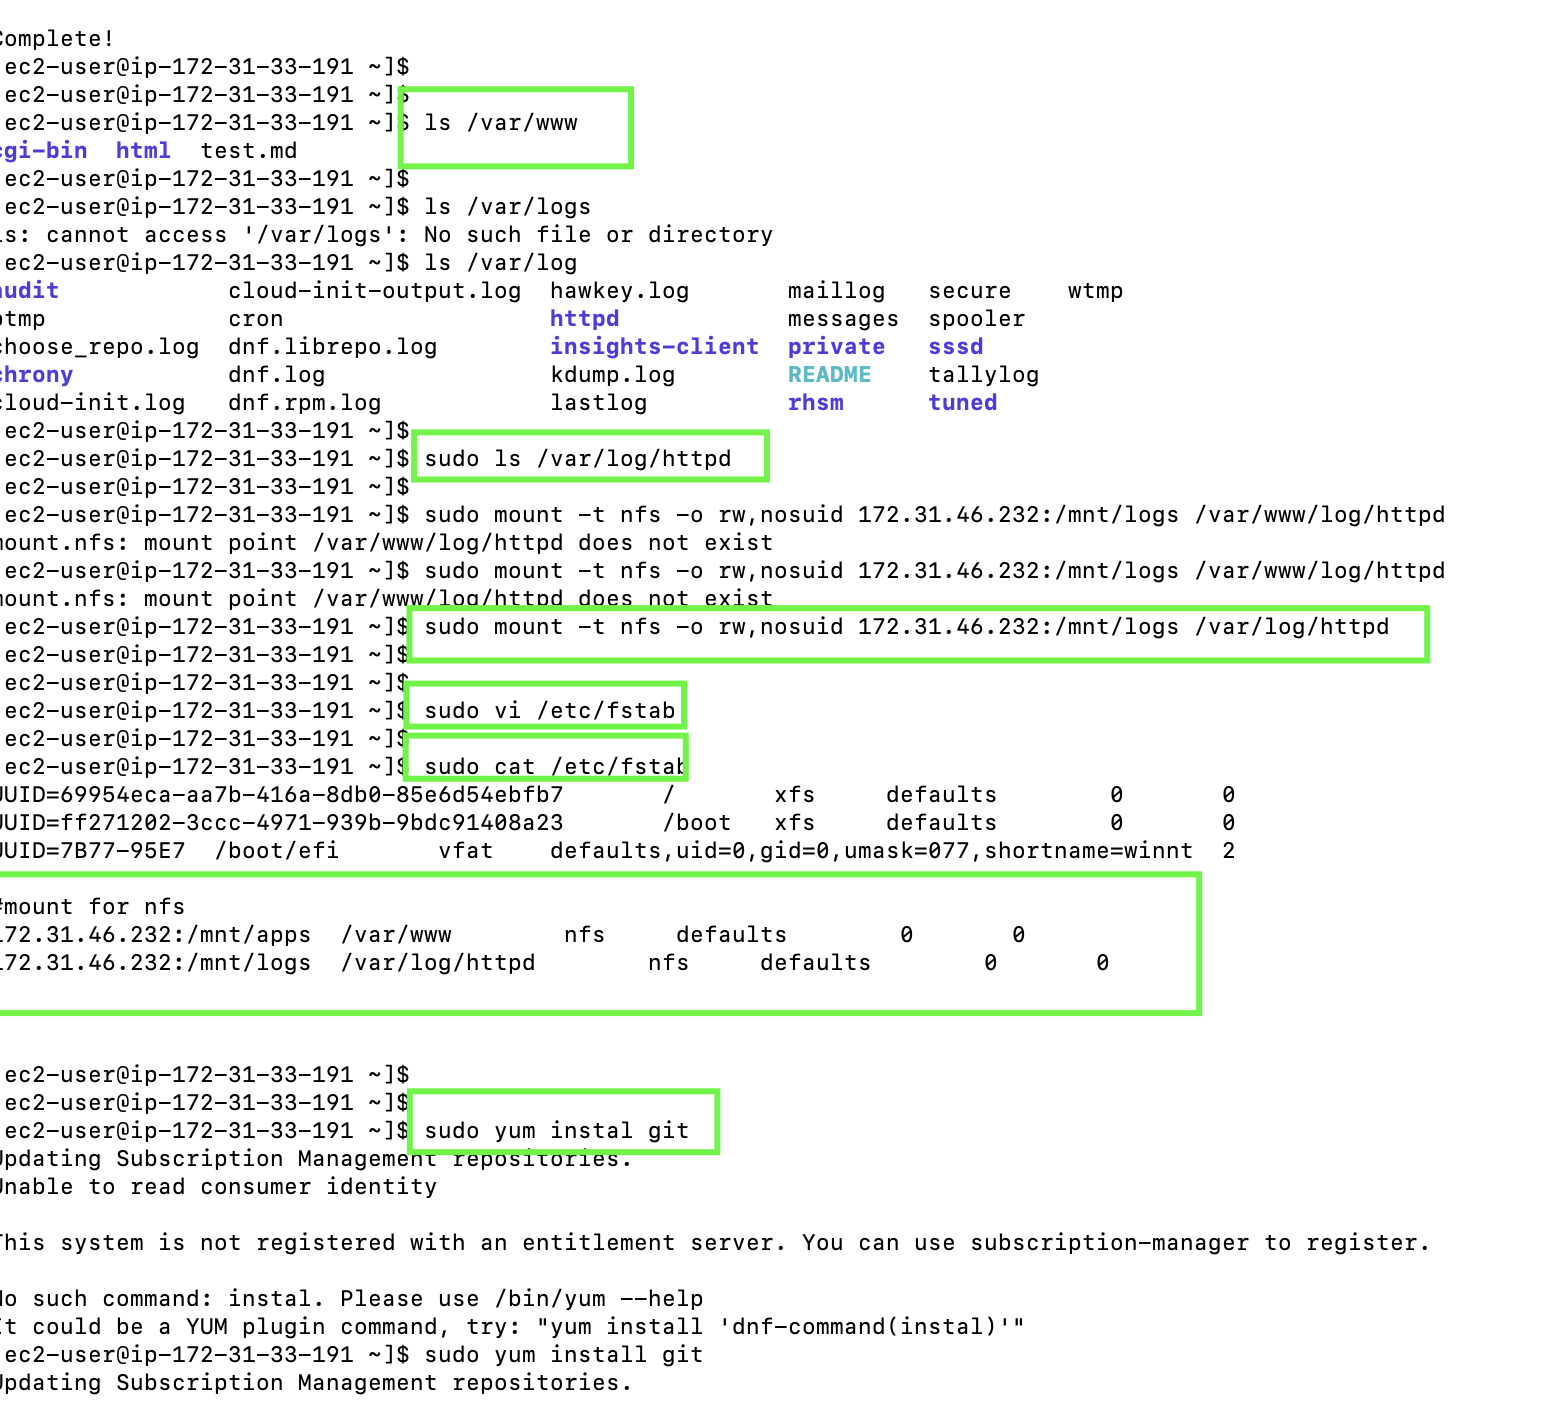 Complete!
ec2-user@ip-172-31-33-191 ~]$
ec2-user@ip-172-31-33-191 ~]$
ec2-user@ip-172-31-33-191 ~]$ ls /var/www
cgi-bin  html  test.md
ec2-user@ip-172-31-33-191 ~]$
ec2-user@ip-172-31-33-191 ~]$ ls /var/logs
ls: cannot access '/var/logs': No such file or directory
ec2-user@ip-172-31-33-191 ~]$ ls /var/log
audit            cloud-init-output.log  hawkey.log       maillog   secure    wtmp
btmp             cron                   httpd            messages  spooler
choose_repo.log  dnf.librepo.log        insights-client  private   sssd
chrony           dnf.log                kdump.log        README    tallylog
cloud-init.log   dnf.rpm.log            lastlog          rhsm      tuned
ec2-user@ip-172-31-33-191 ~]$
ec2-user@ip-172-31-33-191 ~]$ sudo ls /var/log/httpd
ec2-user@ip-172-31-33-191 ~]$
ec2-user@ip-172-31-33-191 ~]$ sudo mount -t nfs -o rw,nosuid 172.31.46.232:/mnt/logs /var/www/log/httpd
mount.nfs: mount point /var/www/log/httpd does not exist
ec2-user@ip-172-31-33-191 ~]$ sudo mount -t nfs -o rw,nosuid 172.31.46.232:/mnt/logs /var/www/log/httpd
mount.nfs: mount point /var/www/log/httpd does not exist
ec2-user@ip-172-31-33-191 ~]$ sudo mount -t nfs -o rw,nosuid 172.31.46.232:/mnt/logs /var/log/httpd
ec2-user@ip-172-31-33-191 ~]$
ec2-user@ip-172-31-33-191 ~]$
ec2-user@ip-172-31-33-191 ~]$ sudo vi /etc/fstab
ec2-user@ip-172-31-33-191 ~]$
ec2-user@ip-172-31-33-191 ~]$ sudo cat /etc/fstab
UUID=69954eca-aa7b-416a-8db0-85e6d54ebfb7       /       xfs     defaults        0       0
UUID=ff271202-3ccc-4971-939b-9bdc91408a23       /boot   xfs     defaults        0       0
UUID=7B77-95E7  /boot/efi       vfat    defaults,uid=0,gid=0,umask=077,shortname=winnt  2
#mount for nfs
172.31.46.232:/mnt/apps  /var/www        nfs     defaults        0       0
172.31.46.232:/mnt/logs  /var/log/httpd        nfs     defaults        0       0
ec2-user@ip-172-31-33-191 ~]$
ec2-user@ip-172-31-33-191 ~]$
ec2-user@ip-172-31-33-191 ~]$ sudo yum instal git
Updating Subscription Management repositories.
Unable to read consumer identity
This system is not registered with an entitlement server. You can use subscription-manager to register.
No such command: instal. Please use /bin/yum --help
It could be a YUM plugin command, try: "yum install 'dnf-command(instal)'"
ec2-user@ip-172-31-33-191 ~]$ sudo yum install git
Updating Subscription Management repositories.